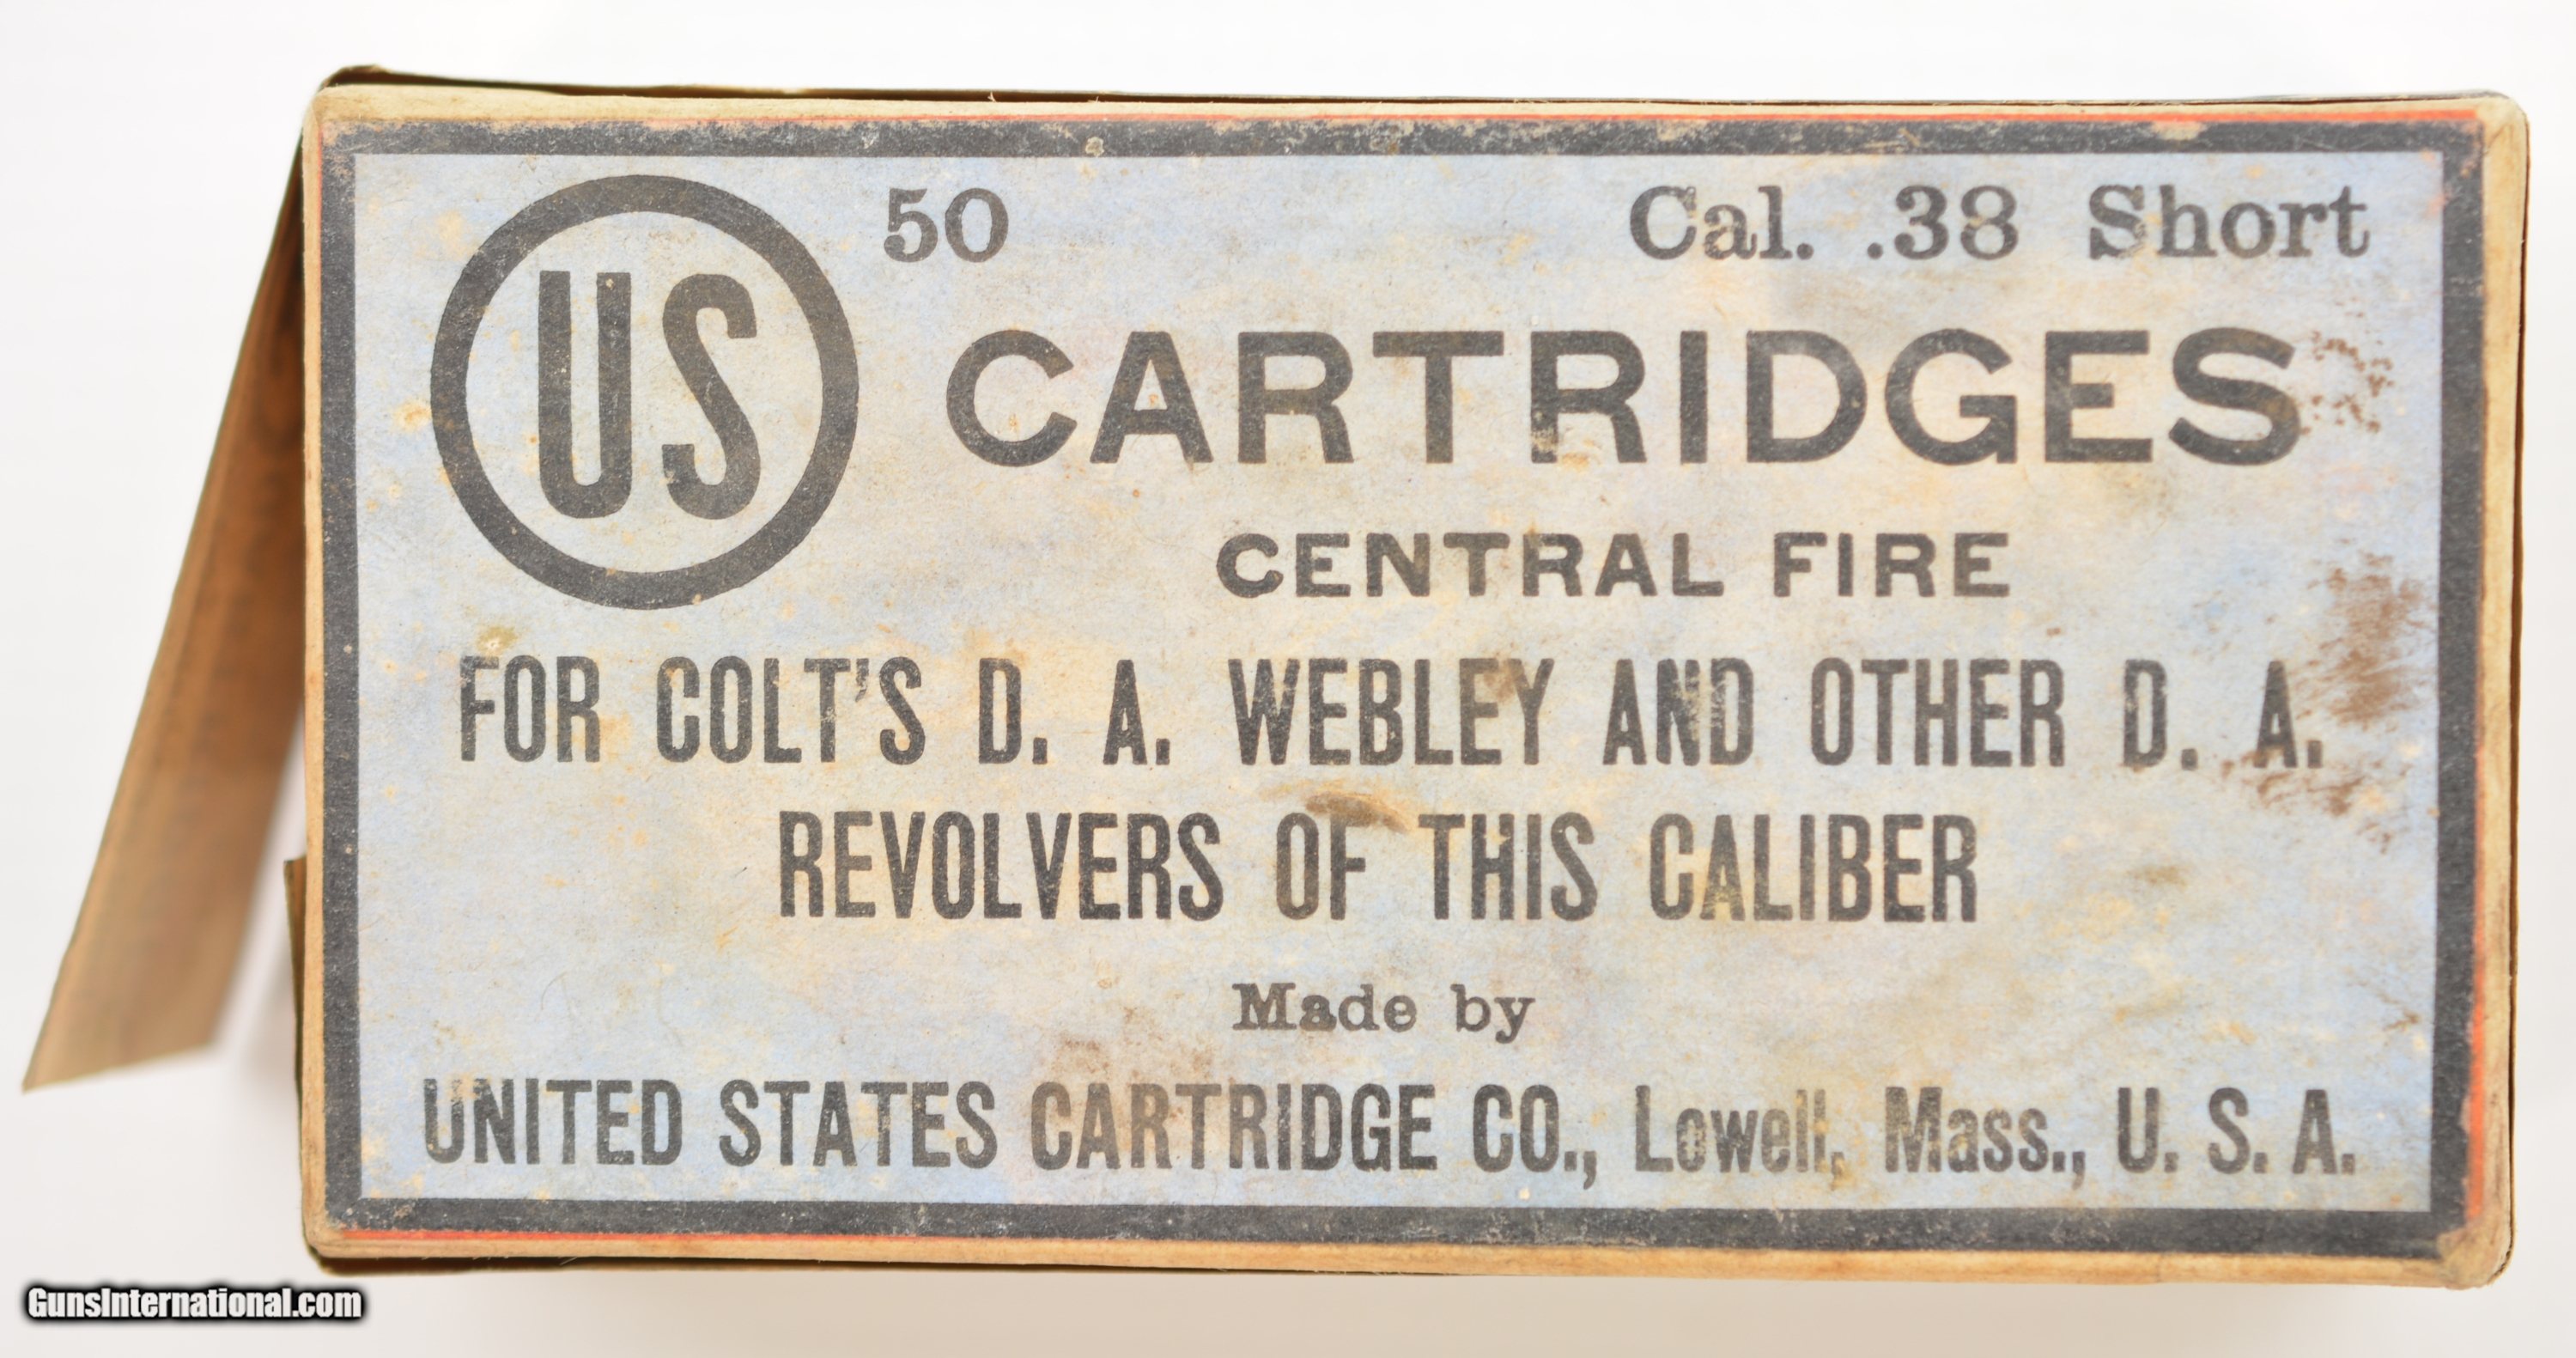 50 Cal. .38 Short
US
CARTRIDGES
CENTRAL FIRE
FOR COLT'S D. A. WEBLEY AND OTHER D. A.
REVOLVERS OF THIS CALIBER
Made by
UNITED STATES CARTRIDGE CO., Lowell, Mass., U. S. A.
GunsInternational.com